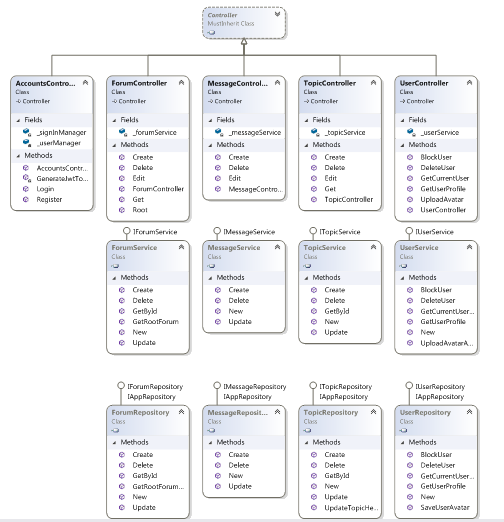 Controller
MustInherit Class
AccountsContro...
Class
Controller
Fields
_signInManager
_userManager
Methods
AccountsContr...
GenerateJwtTo...
Login
Register
ForumController
Class
Controller
Fields
_forumService
Methods
Create
Delete
Edit
ForumController
Get
Root
MessageControl...
Class
Controller
Fields
_messageService
Methods
Create
Delete
Edit
MessageContro...
TopicController
Class
Controller
Fields
_topicService
Methods
Create
Delete
Edit
Get
TopicController
UserController
Class
Controller
Fields
_userService
Methods
BlockUser
DeleteUser
GetCurrentUser
GetUserProfile
UploadAvatar
UserController
IForumService
ForumService
Class
Methods
Create
Delete
GetById
GetRootForum
New
Update
IMessageService
MessageService
Class
Methods
Create
Delete
New
Update
ITopicService
TopicService
Class
Methods
Create
Delete
GetById
New
Update
IUserService
UserService
Class
Methods
BlockUser
DeleteUser
GetCurrentUser...
GetUserProfile
New
UploadAvatarA...
IForumRepository
IAppRepository
ForumRepository
Class
Methods
Create
Delete
GetById
GetRootForum...
New
Update
IMessageRepository
IAppRepository
MessageReposit...
Class
Methods
Create
Delete
New
Update
ITopicRepository
IAppRepository
TopicRepository
Class
Methods
Create
Delete
GetById
New
Update
UpdateTopicHe...
IUserRepository
IAppRepository
UserRepository
Class
Methods
BlockUser
DeleteUser
GetCurrentUser...
GetUserProfile
New
SaveUserAvatar